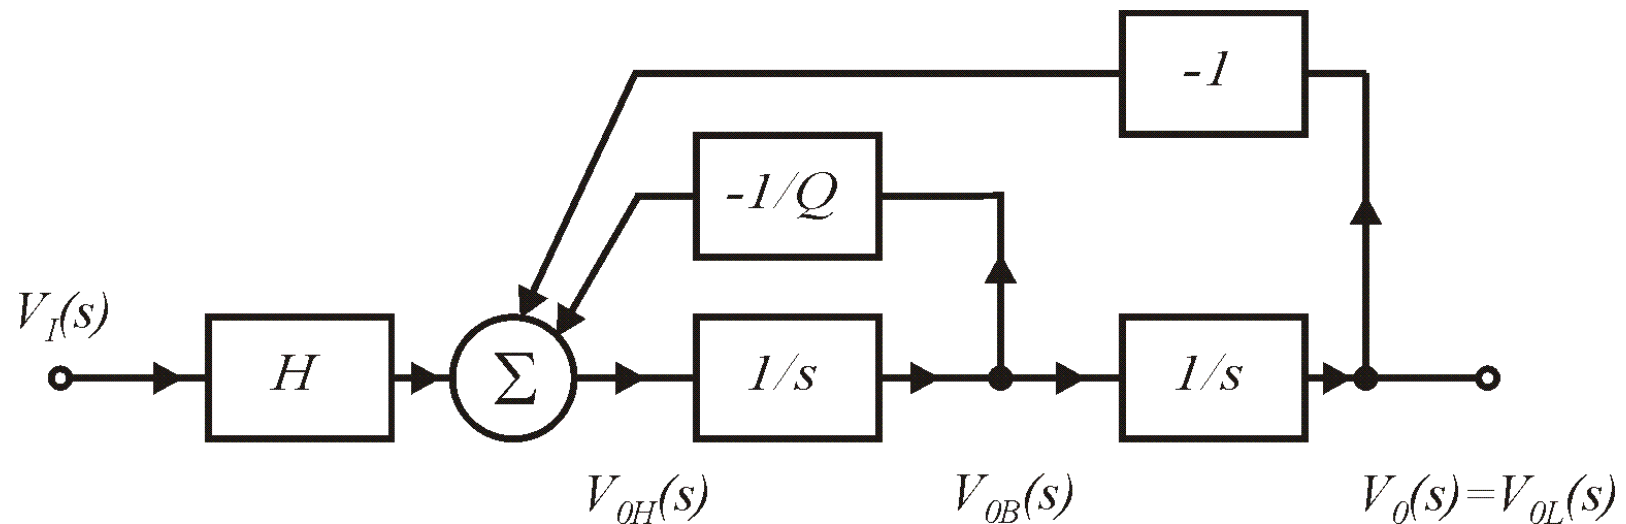 -1
-1/Q
V_I(s)
H Σ 1/s 1/s
V_0H(s) V_0B(s) V_0(s)=V_0L(s)